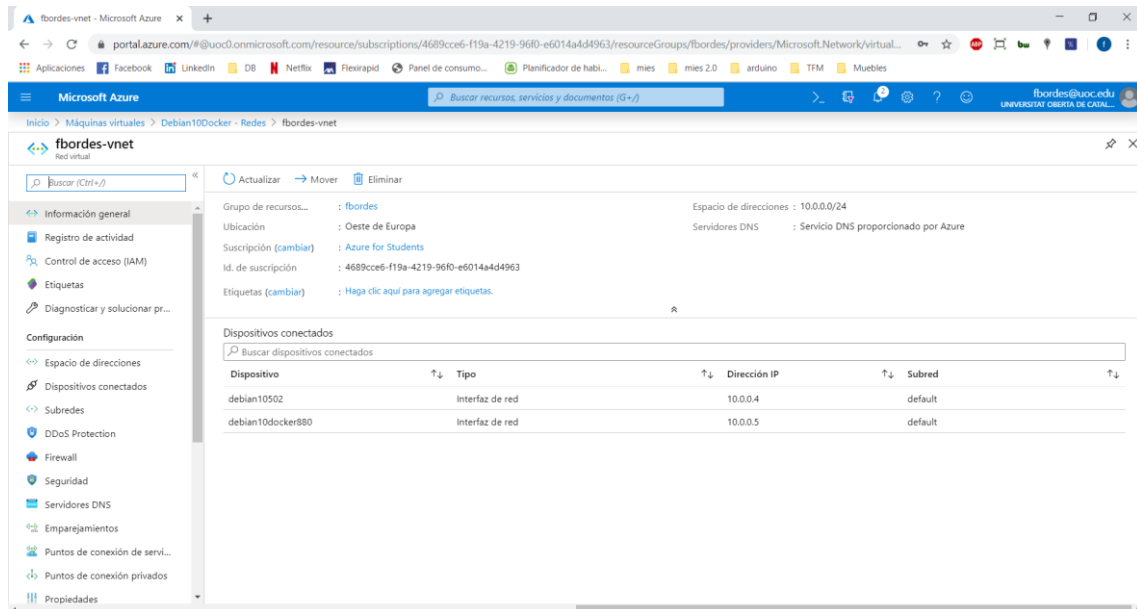 fbordes-vnet - Microsoft Azure
portal.azure.com/#@uoc0.onmicrosoft.com/resource/subscriptions/4689cce6-f19a-4219-96f0-e6014a4d4963/resourceGroups/fbordes/providers/Microsoft.Network/virtual...
Aplicaciones Facebook LinkedIn DB Netflix Flexirapid Panel de consumo... Planificador de habi... mies mies 2.0 arduino TFM Muebles
Microsoft Azure Buscar recursos, servicios y documentos (G+/) 2 fbordes@uoc.edu
UNIVERSITAT OBERTA DE CATAL...
Inicio > Máquinas virtuales > Debian10Docker - Redes > fbordes-vnet
fbordes-vnet
Red virtual
Buscar (Ctrl+/) Actualizar Mover Eliminar
Información general
Registro de actividad
Control de acceso (IAM)
Etiquetas
Diagnosticar y solucionar pr...
Configuración
Espacio de direcciones
Dispositivos conectados
Subredes
DDoS Protection
Firewall
Seguridad
Servidores DNS
Emparejamientos
Puntos de conexión de servi...
Puntos de conexión privados
Propiedades
Grupo de recursos... : fbordes
Ubicación : Oeste de Europa
Suscripción (cambiar) : Azure for Students
Id. de suscripción : 4689cce6-f19a-4219-96f0-e6014a4d4963
Etiquetas (cambiar) : Haga clic aquí para agregar etiquetas.
Espacio de direcciones : 10.0.0.0/24
Servidores DNS : Servicio DNS proporcionado por Azure
Dispositivos conectados
Buscar dispositivos conectados
Dispositivo Tipo Dirección IP Subred
debian10502 Interfaz de red 10.0.0.4 default
debian10docker880 Interfaz de red 10.0.0.5 default